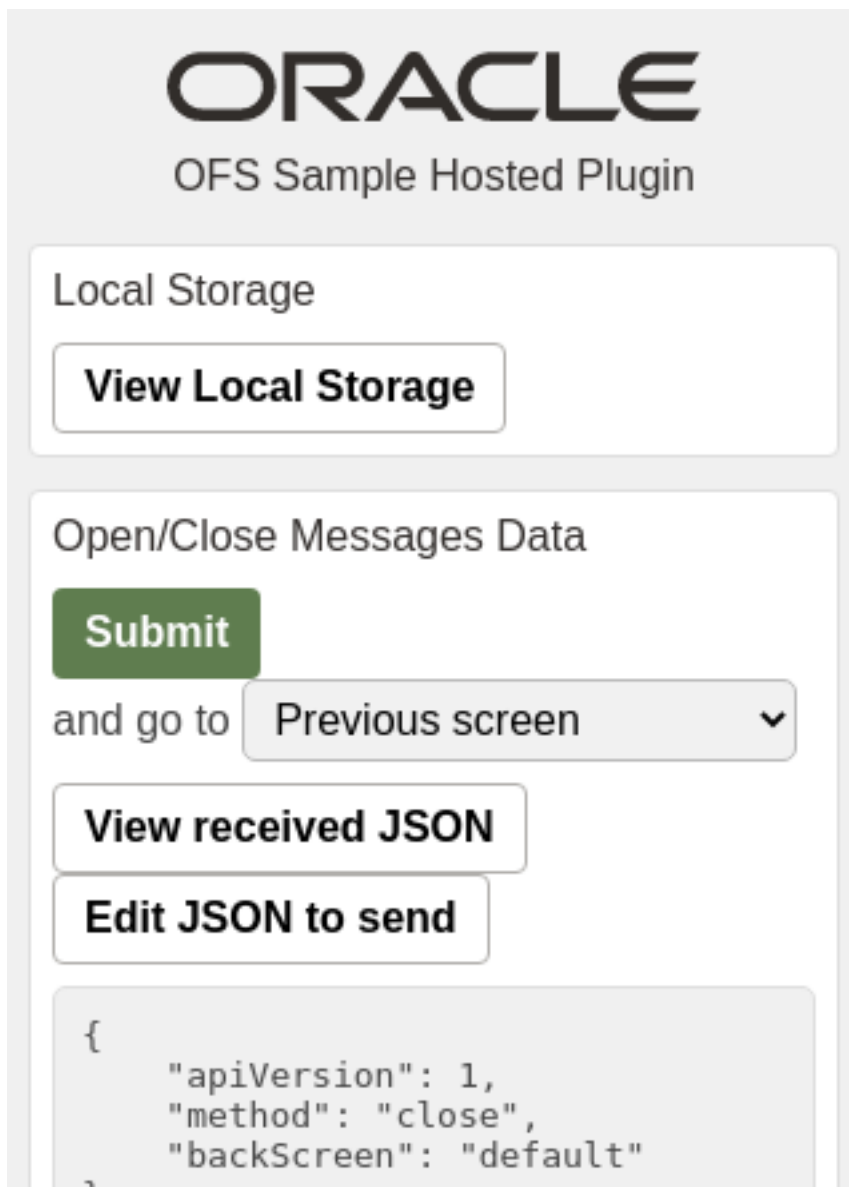 ORACLE
OFS Sample Hosted Plugin
Local Storage
View Local Storage
Open/Close Messages Data
Submit
and go to Previous screen
View received JSON
Edit JSON to send
{
    "apiVersion": 1,
    "method": "close",
    "backScreen": "default"
}